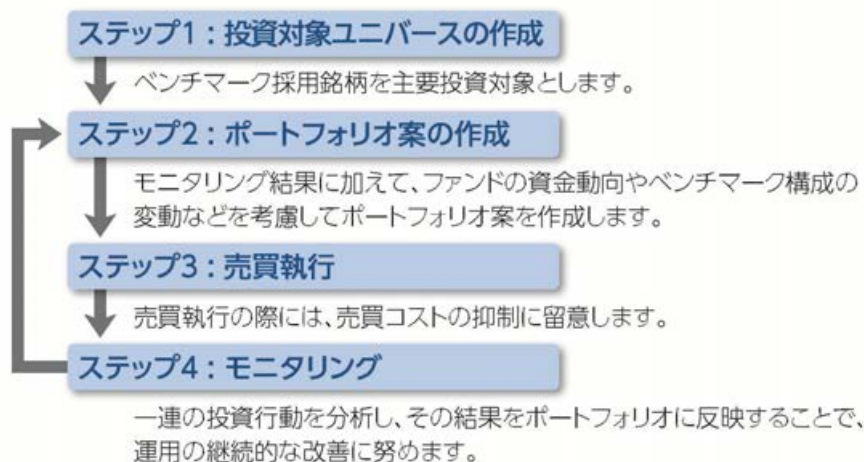 ステップ1：投資対象ユニバースの作成
ベンチマーク採用銘柄を主要投資対象とします。
ステップ2：ポートフォリオ案の作成
モニタリング結果に加えて、ファンドの資金動向やベンチマーク構成の
変動などを考慮してポートフォリオ案を作成します。
ステップ3：売買執行
売買執行の際には、売買コストの抑制に留意します。
ステップ4：モニタリング
一連の投資行動を分析し、その結果をポートフォリオに反映することで、
運用の継続的な改善に努めます。